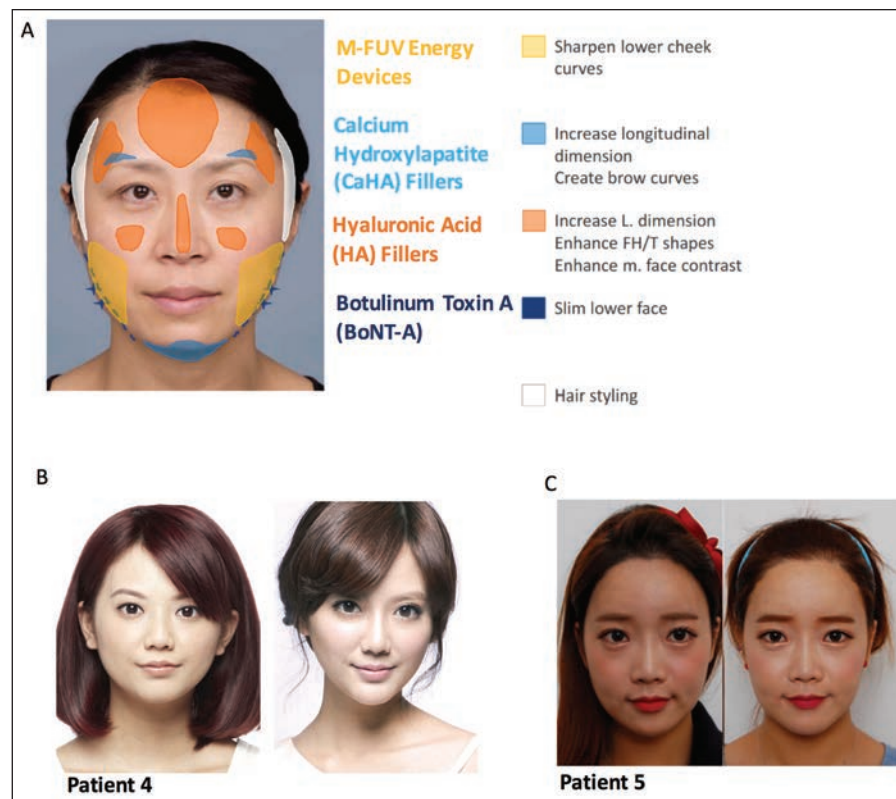 A
M-FUV Energy
Devices
Sharpen lower cheek
curves
Calcium
Hydroxylapatite
(CaHA) Fillers
Increase longitudinal
dimension
Create brow curves
Hyaluronic Acid
(HA) Fillers
Increase L. dimension
Enhance FH/T shapes
Enhance m. face contrast
Botulinum Toxin A
(BoNT-A)
Slim lower face
Hair styling
B
Patient 4
C
Patient 5